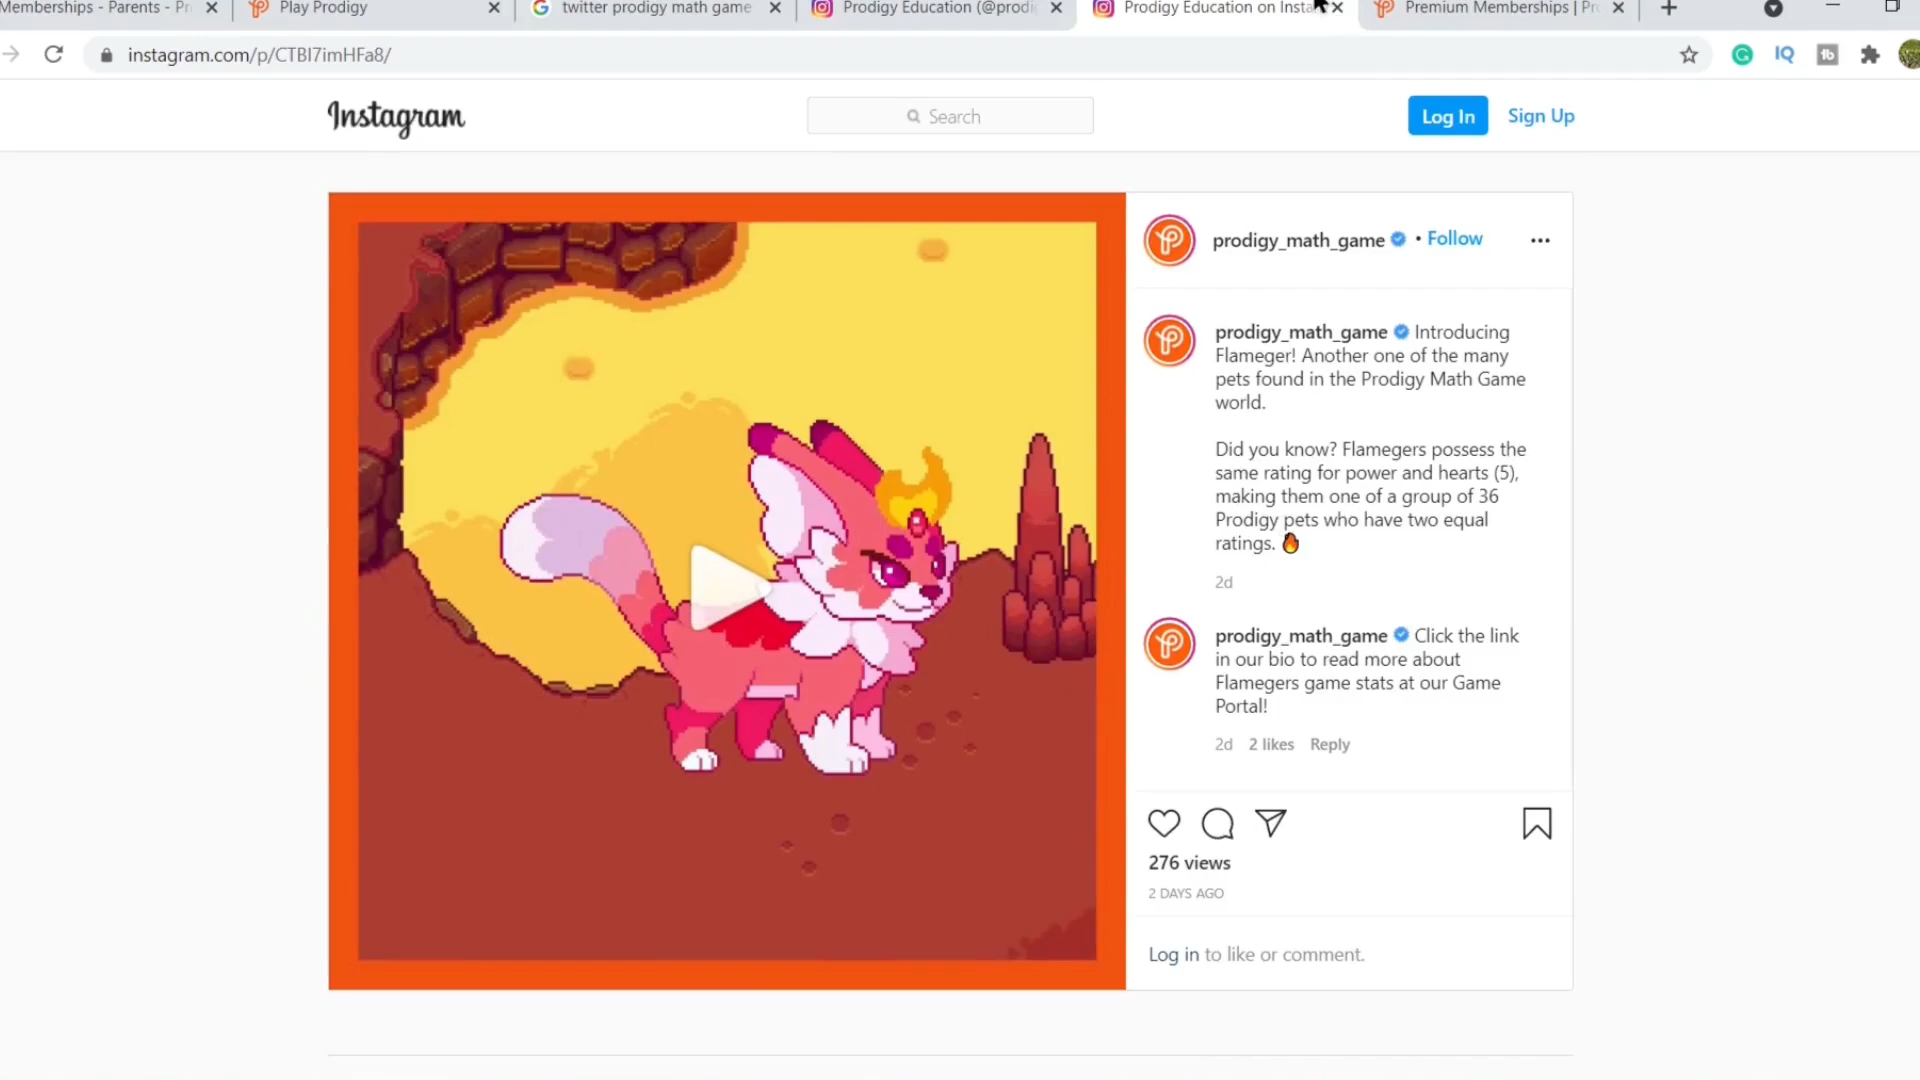 Memberships - Parents - Pr
Play Prodigy
twitter prodigy math game
Prodigy Education (@prodi
Prodigy Education on Insta
Premium Memberships | Pr
instagram.com/p/CTBl7imHFa8/
IQ
Instagram
Search
Log In
Sign Up
prodigy_math_game • Follow
prodigy_math_game Introducing
Flameger! Another one of the many
pets found in the Prodigy Math Game
world.
Did you know? Flamegers possess the
same rating for power and hearts (5),
making them one of a group of 36
Prodigy pets who have two equal
ratings. 🔥
2d
prodigy_math_game Click the link
in our bio to read more about
Flamegers game stats at our Game
Portal!
2d 2 likes Reply
276 views
2 DAYS AGO
Log in to like or comment.